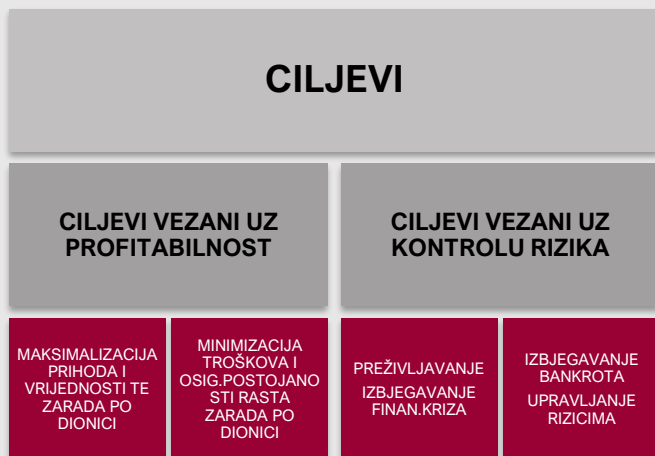 CILJEVI
CILJEVI VEZANI UZ
PROFITABILNOST
CILJEVI VEZANI UZ
KONTROLU RIZIKA
MAKSIMALIZACIJA
PRIHODA I
VRIJEDNOSTI TE
ZARADA PO
DIONICI
MINIMIZACIJA
TROŠKOVA I
OSIG.POSTOJANO
STI RASTA
ZARADA PO
DIONICI
PREŽIVLJAVANJE
IZBJEGAVANJE
FINAN.KRIZA
IZBJEGAVANJE
BANKROTA
UPRAVLJANJE
RIZICIMA